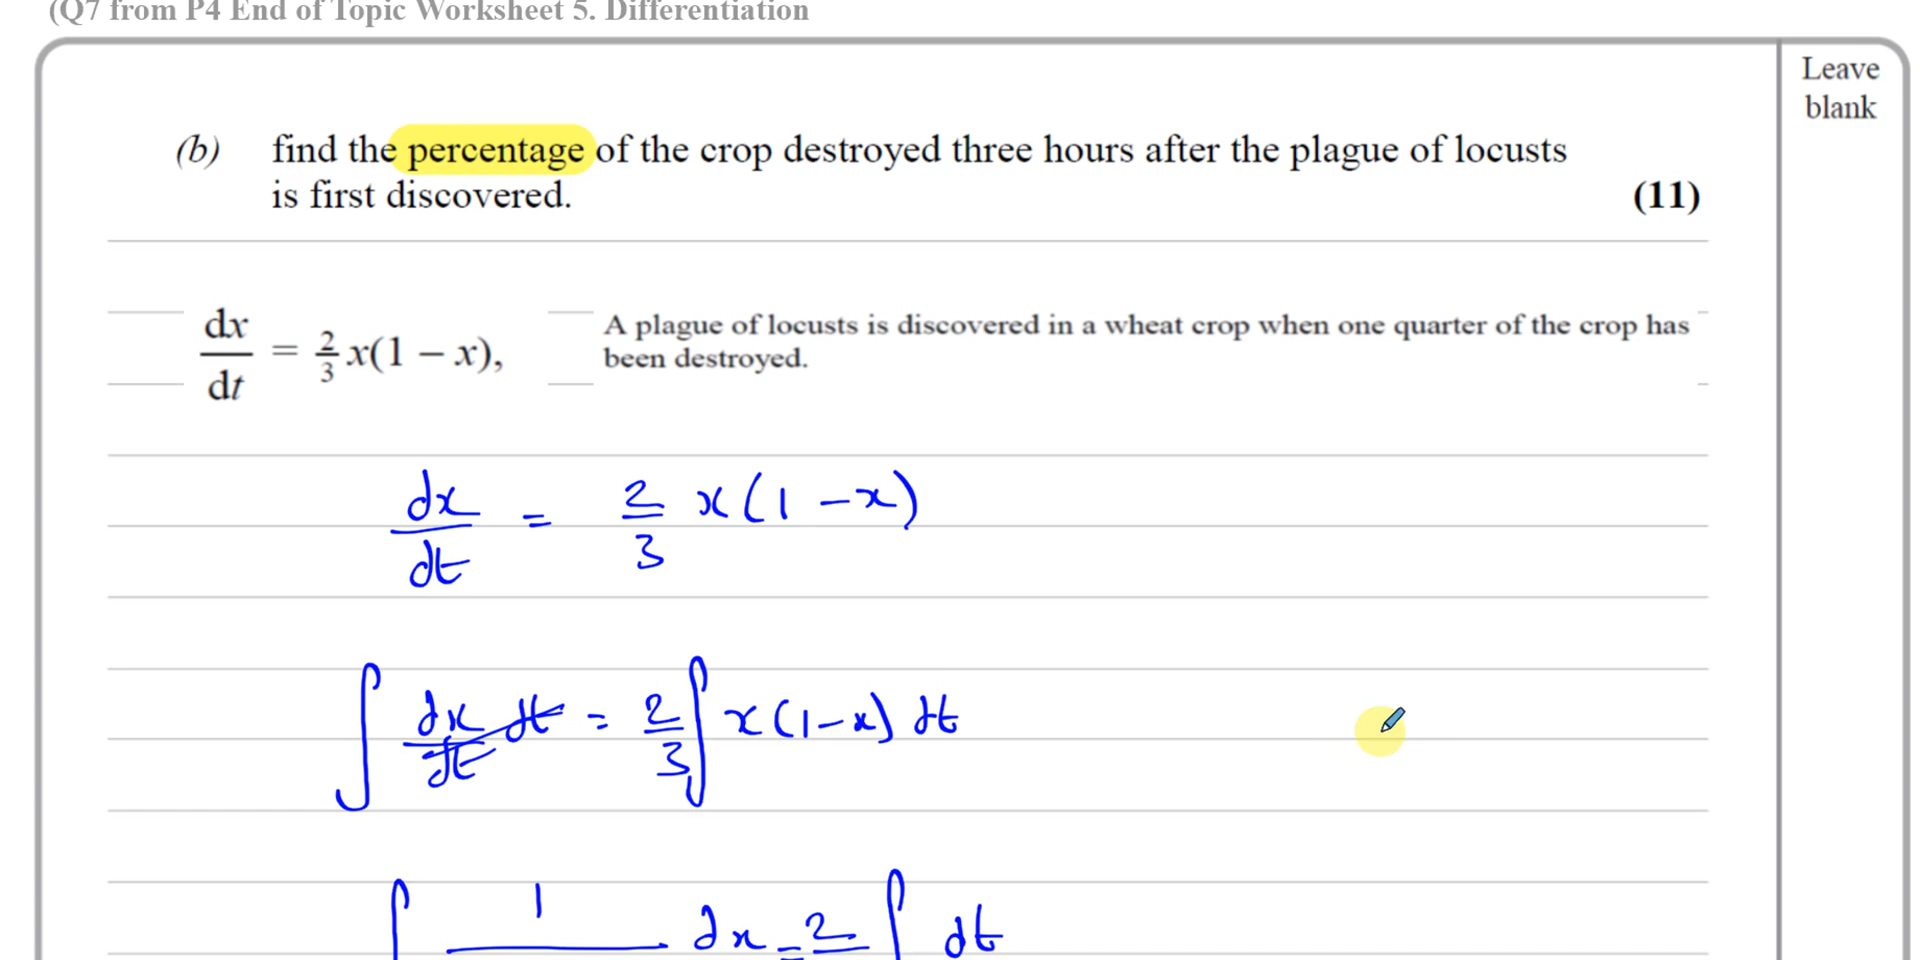 (Q7 from P4 End of Topic Worksheet 5. Differentiation
Leave
blank
(b) find the percentage of the crop destroyed three hours after the plague of locusts
is first discovered.
(11)
dx/dt = 2/3 x(1 – x),
A plague of locusts is discovered in a wheat crop when one quarter of the crop has
been destroyed.
dx/dt = 2/3 x(1 – x)
∫ dx/dt dt = 2/3 ∫ x(1–x) dt
∫ 1 dx = 2 ∫ dt